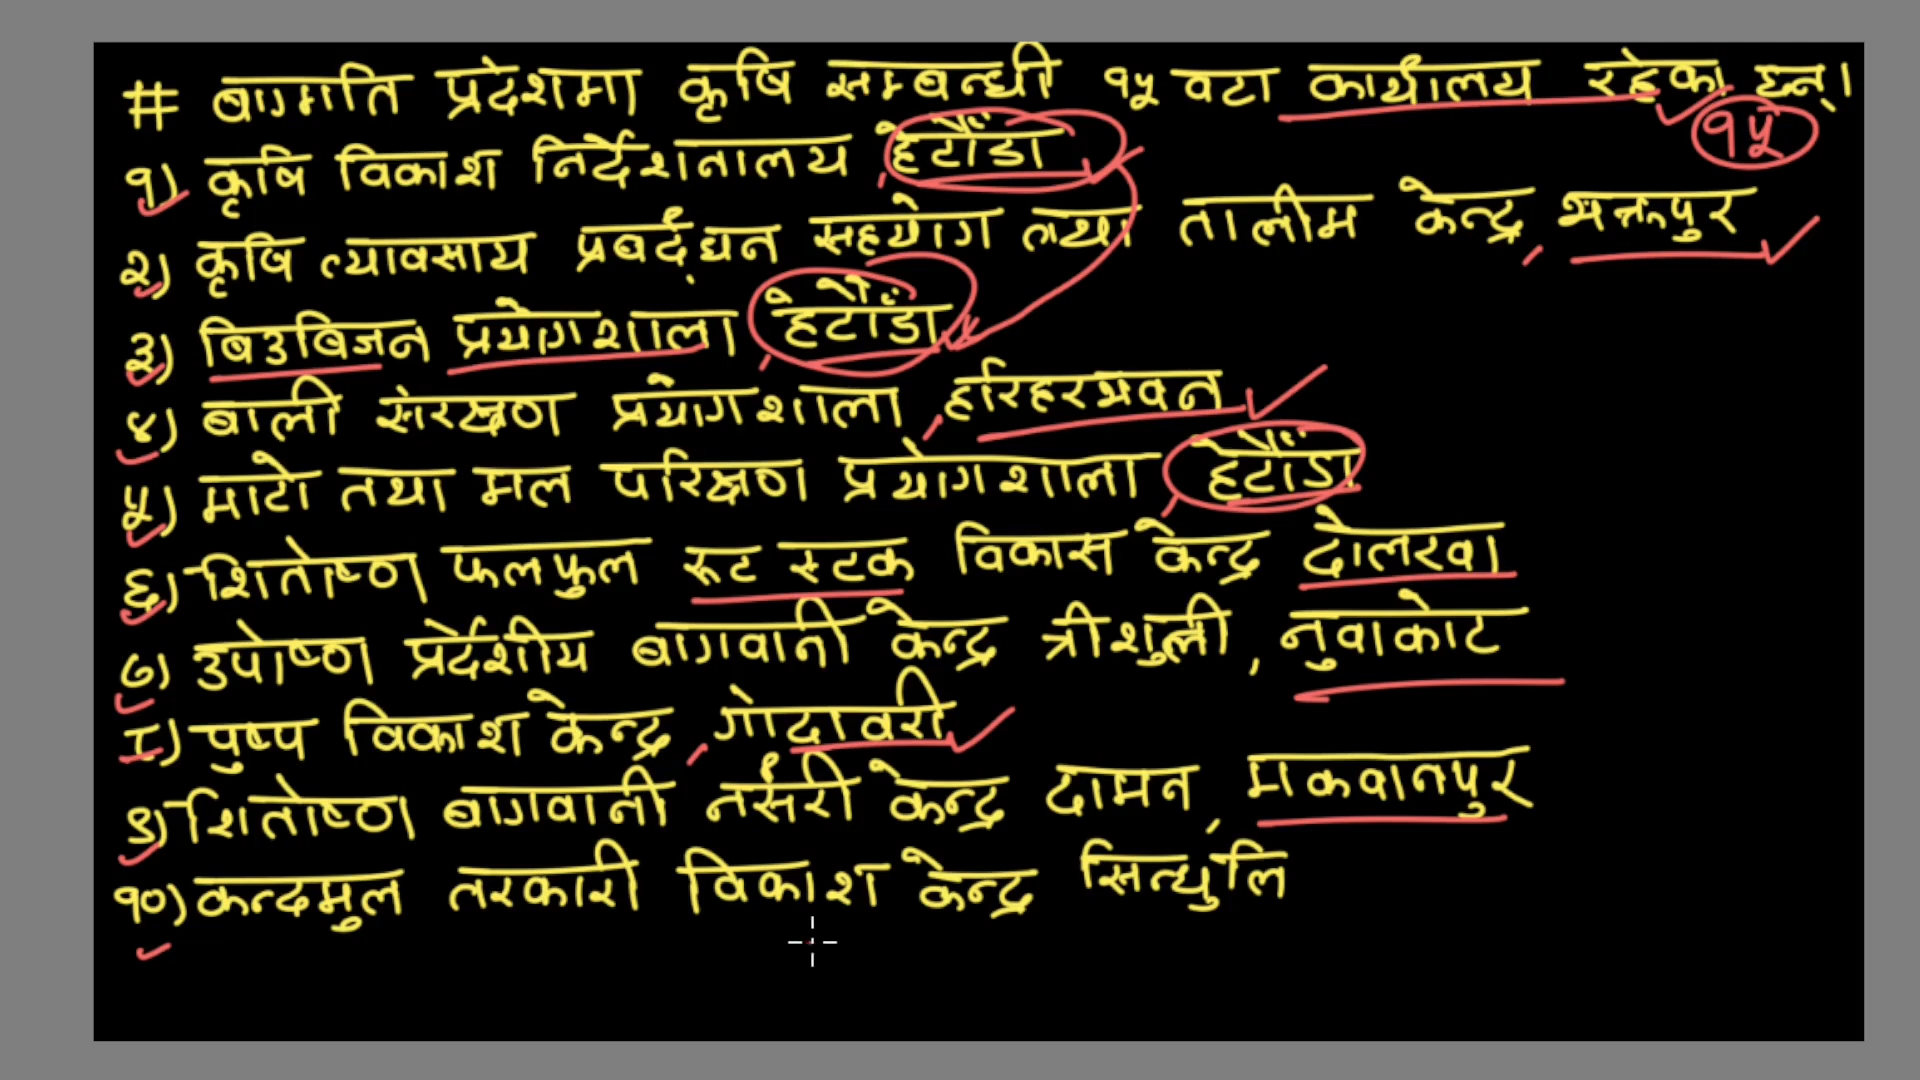 # बागमति प्रदेशमा कृषि सम्बन्धी १५ वटा कार्यालय रहेका छन्।
१५
१) कृषि विकाश निर्देशनालय, हेटौंडा
२) कृषि व्यावसाय प्रबर्द्धन सहयोग तथा तालीम केन्द्र, भक्तपुर
३) बिउबिजन प्रयोगशाला, हेटौंडा
४) बाली संरक्षण प्रयोगशाला, हरिहरभवन
५) माटो तथा मल परिक्षण प्रयोगशाला, हेटौंडा
६) शितोष्ण फलफुल रूट स्टक विकास केन्द्र दोलखा
७) उपोष्ण प्रर्देशीय बागवानी केन्द्र त्रीशुली, नुवाकोट
८) पुष्प विकाश केन्द्र, गोदावरी
९) शितोष्ण बागवानी नर्सरी केन्द्र दामन, मकवानपुर
१०) कन्दमुल तरकारी विकाश केन्द्र सिन्धुलि